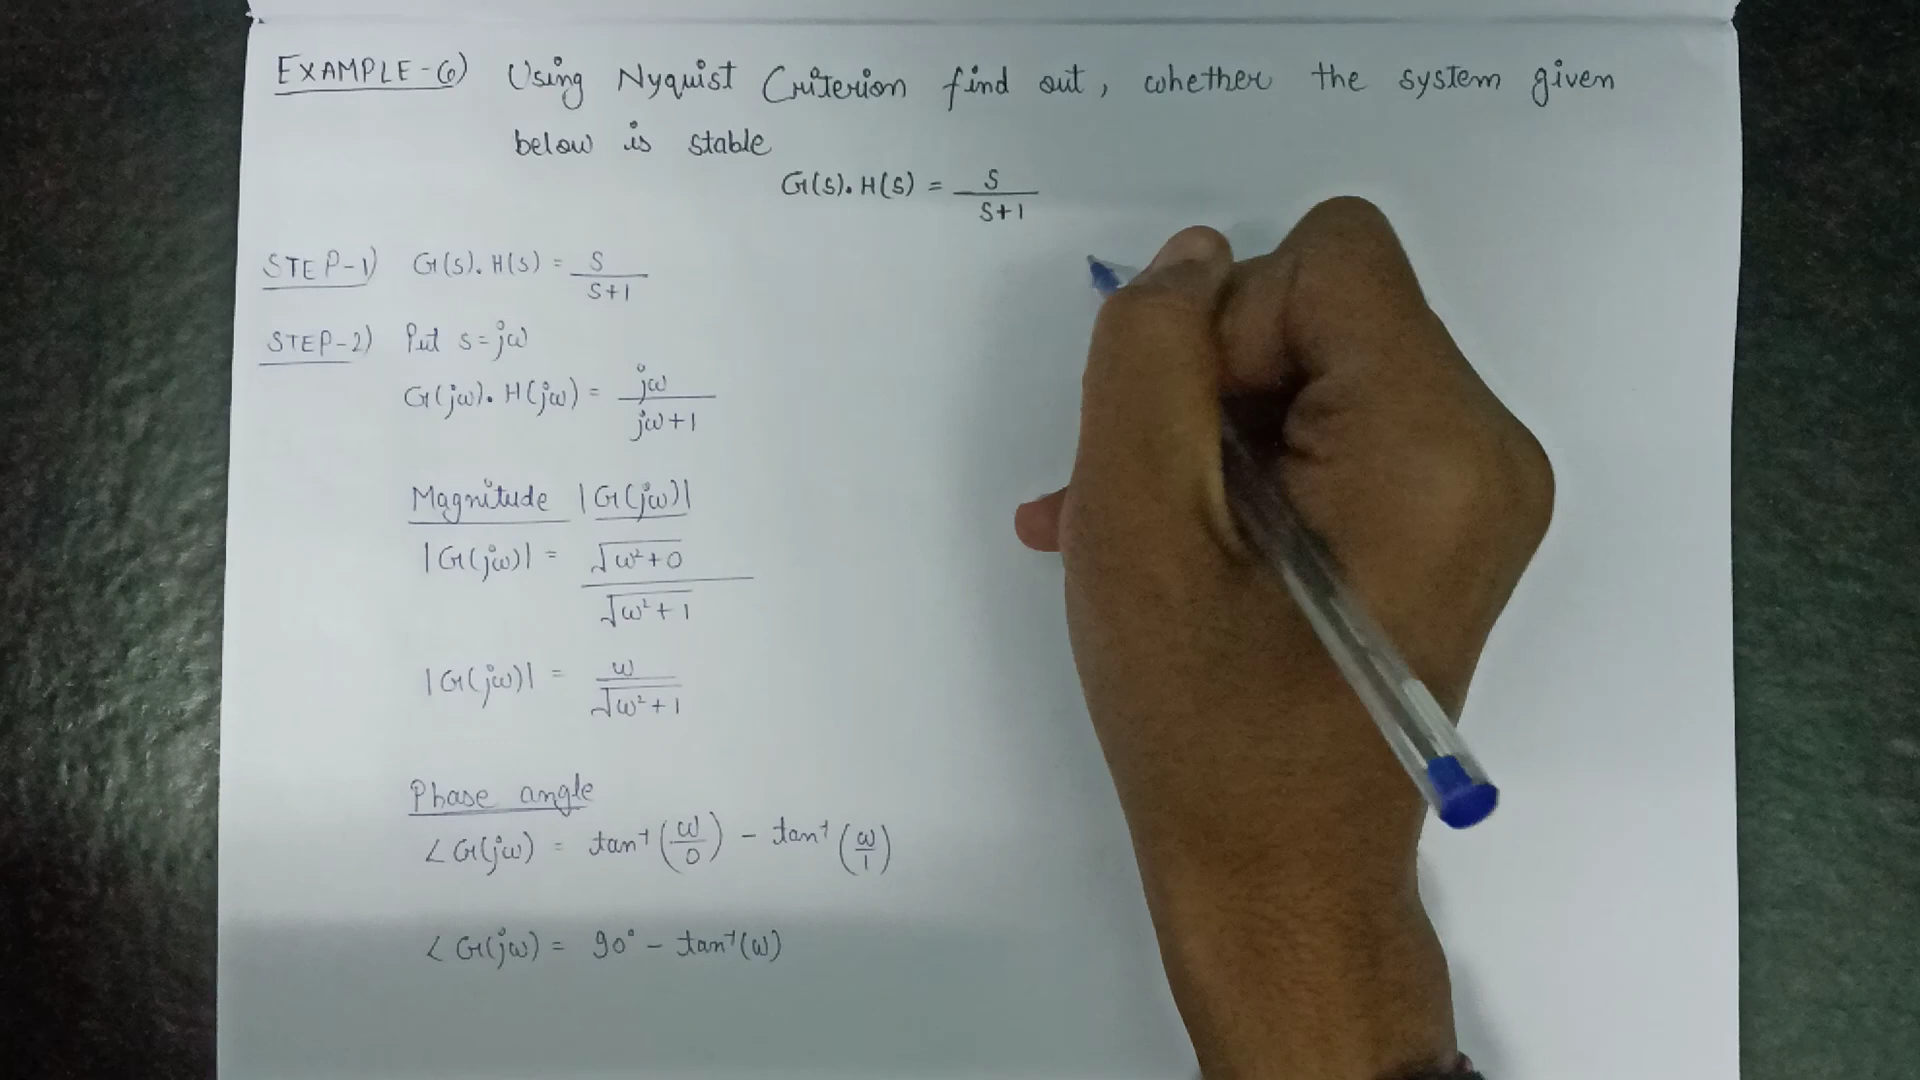 EXAMPLE-6) Using Nyquist Criterion find out, whether the system given
below is stable
G(s).H(s) = s/(s+1)
STEP-1) G(s).H(s) = s/(s+1)
STEP-2) Put s=jω
G(jω).H(jω) = jω/(jω+1)
Magnitude |G(jω)|
|G(jω)| = √(ω²+0)/√(ω²+1)
|G(jω)| = ω/√(ω²+1)
Phase angle
∠G(jω) = tan⁻¹(ω/0) - tan⁻¹(ω/1)
∠G(jω) = 90° - tan⁻¹(ω)